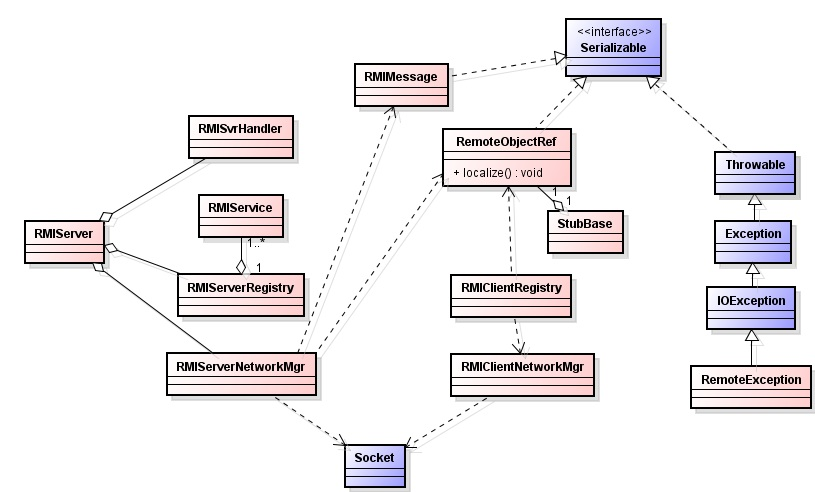 <<interface>>
Serializable
RMIMessage
RMISvrHandler
RemoteObjectRef
+ localize() : void
Throwable
RMIService
1
1
StubBase
RMIServer
1..*
Exception
1
RMIServerRegistry
RMIClientRegistry
IOException
RMIServerNetworkMgr
RMIClientNetworkMgr
RemoteException
Socket